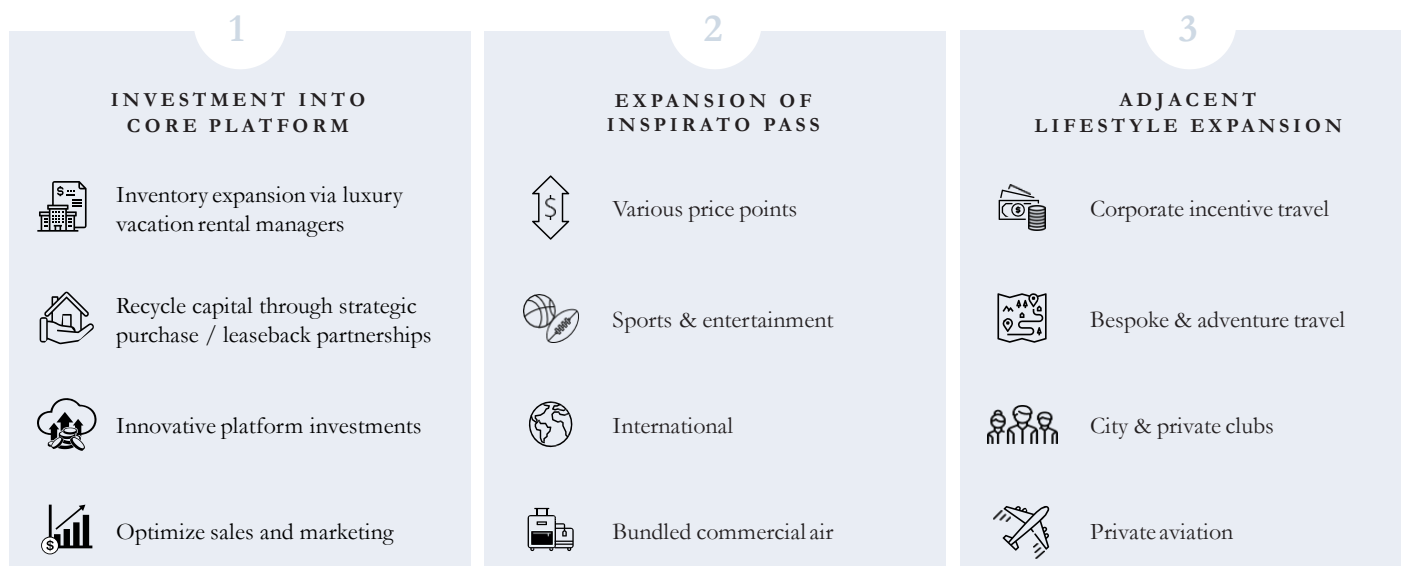 1
INVESTMENT INTO
CORE PLATFORM
$
Inventory expansion via luxury
vacation rental managers
Recycle capital through strategic
purchase / leaseback partnerships
Innovative platform investments
$
Optimize sales and marketing
2
EXPANSION OF
INSPIRATO PASS
$
Various price points
Sports & entertainment
International
Bundled commercial air
3
ADJACENT
LIFESTYLE EXPANSION
$
Corporate incentive travel
Bespoke & adventure travel
City & private clubs
Private aviation